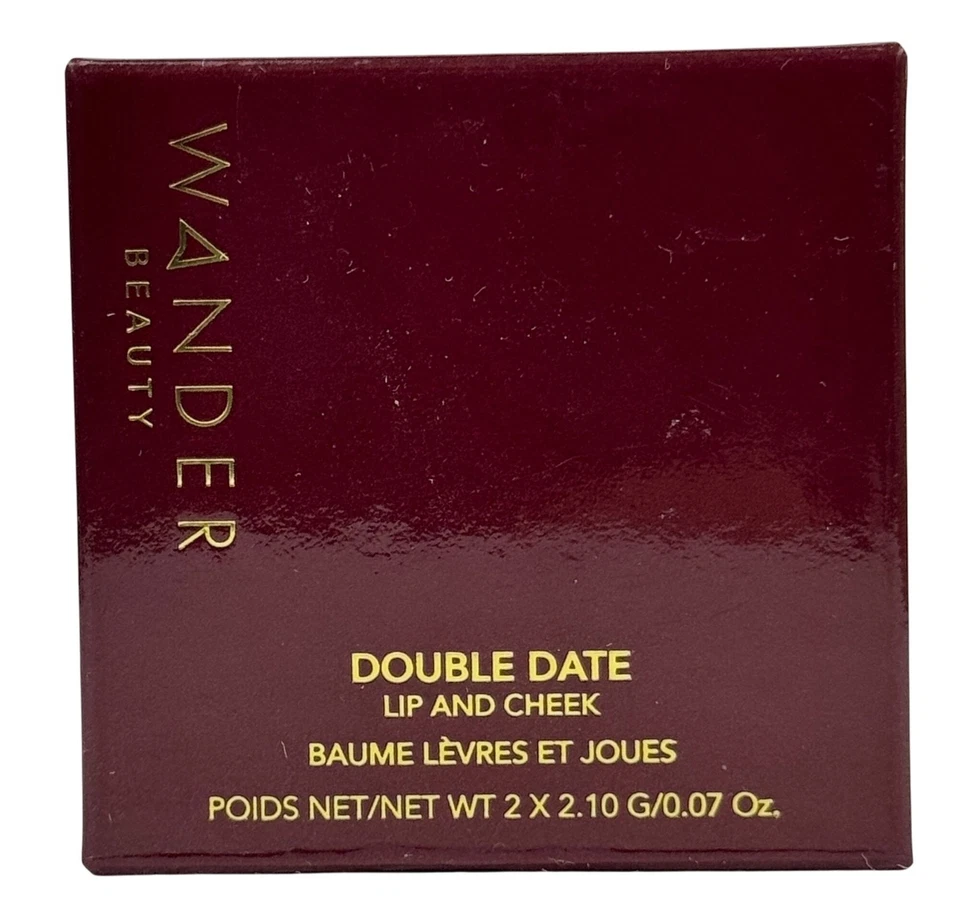 WANDER
BEAUTY
DOUBLE DATE
LIP AND CHEEK
BAUME LÈVRES ET JOUES
POIDS NET/NET WT 2 X 2.10 G/0.07 Oz.